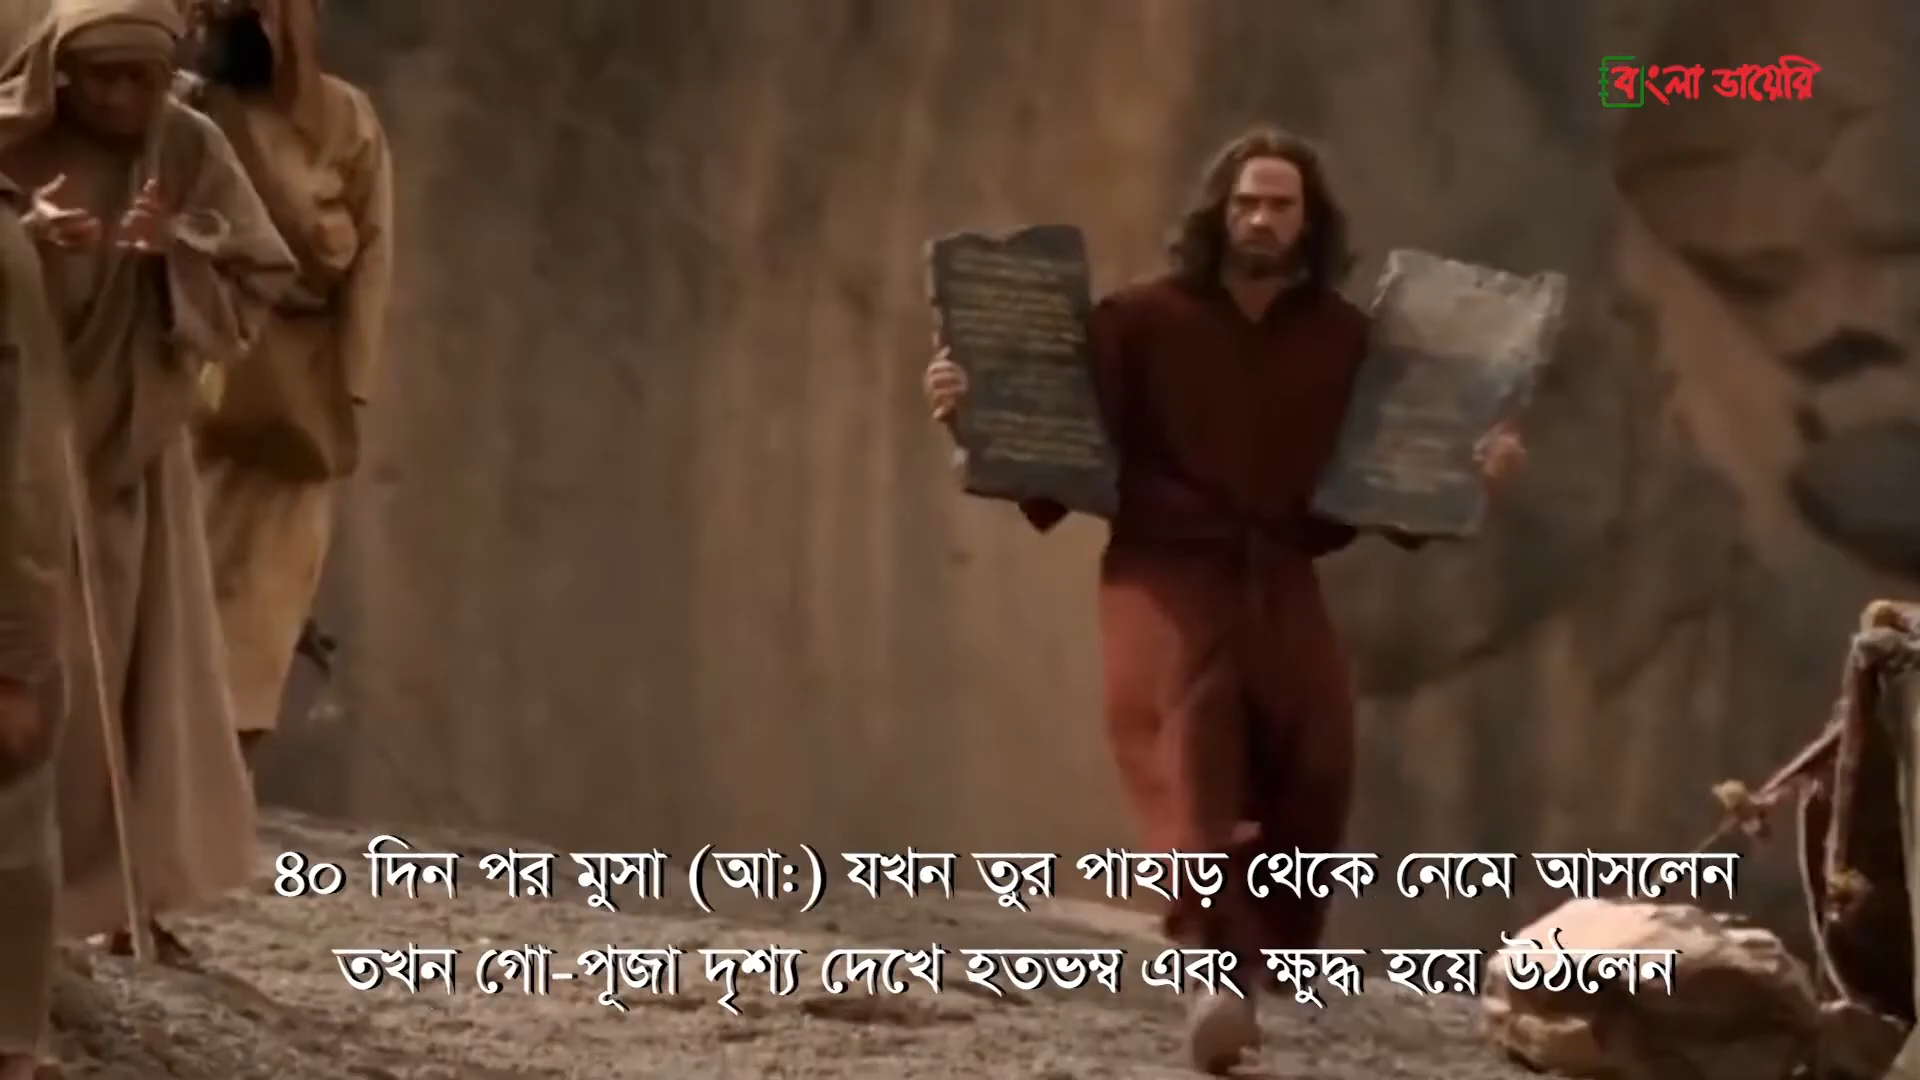 বাংলা ডায়েরি
৪০ দিন পর মুসা (আঃ) যখন তুর পাহাড় থেকে নেমে আসলেন
তখন গো-পূজা দৃশ্য দেখে হতভম্ব এবং ক্ষুদ্ধ হয়ে উঠলেন